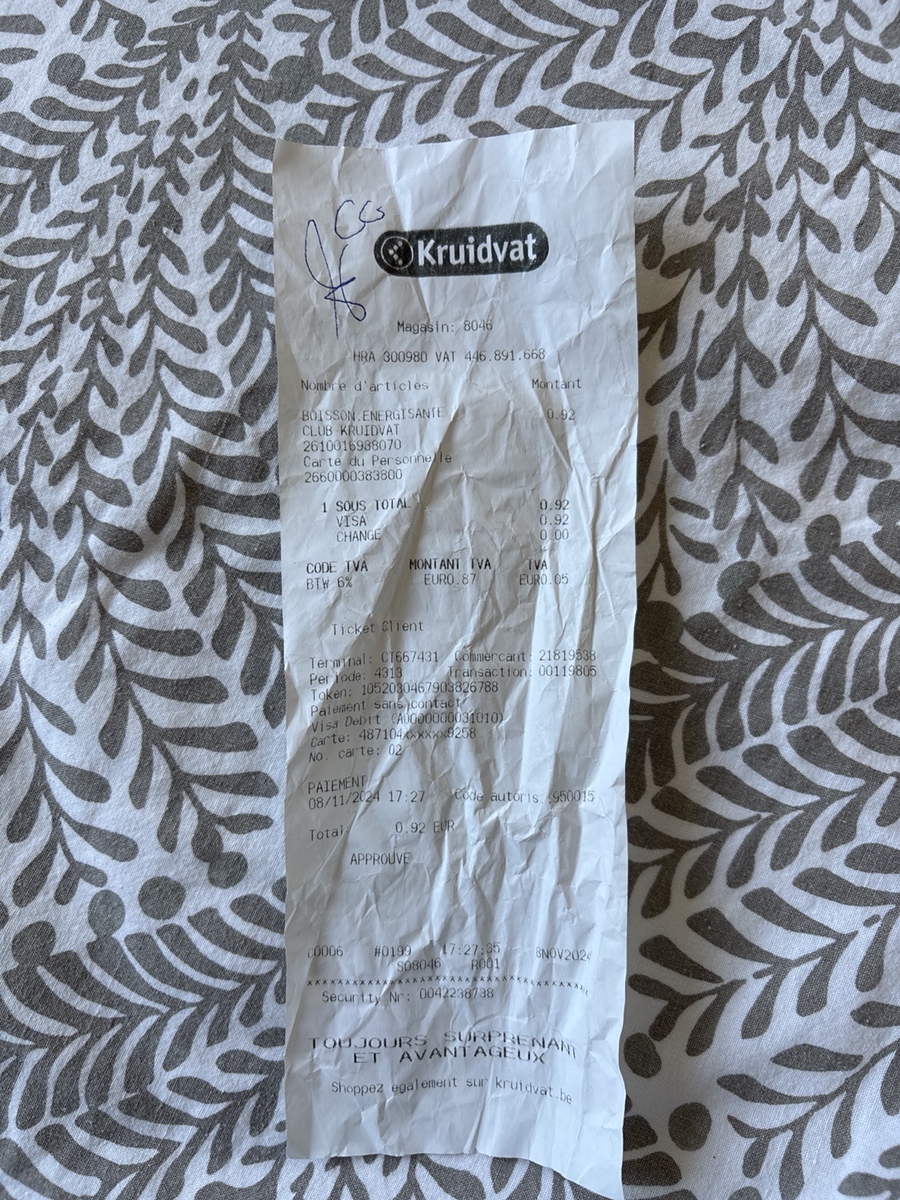 Kruidvat
Magasin: 8046
HRA 300980 VAT 446.891.668
Nombre d'articles Montant
BOISSON.ENERGISANTE 0.92
CLUB KRUIDVAT
2610016988070
Carte du Personnelle
2660000383800
1 SOUS TOTAL 0.92
VISA 0.92
CHANGE 0.00
CODE TVA MONTANT TVA TVA
BTW 6% EUR0.87 EUR0.05
Ticket Client
Terminal: CT667431 Commercant: 21819538
Periode: 4313 Transaction: 00119805
Token: 1052030467903826788
Paiement sans contact
Visa Debit (A0000000031010)
Carte: 487104xxxxxx9258
No. carte: 02
PAIEMENT
08/11/2024 17:27 Code autoris.:950015
Total: 0.92 EUR
APPROUVE
#0199 17:27:35 8NOV2024
S08046 R001
Security Nr: 0042238738
TOUJOURS SURPRENANT
ET AVANTAGEUX
Shoppez egalement sur kruidvat.be